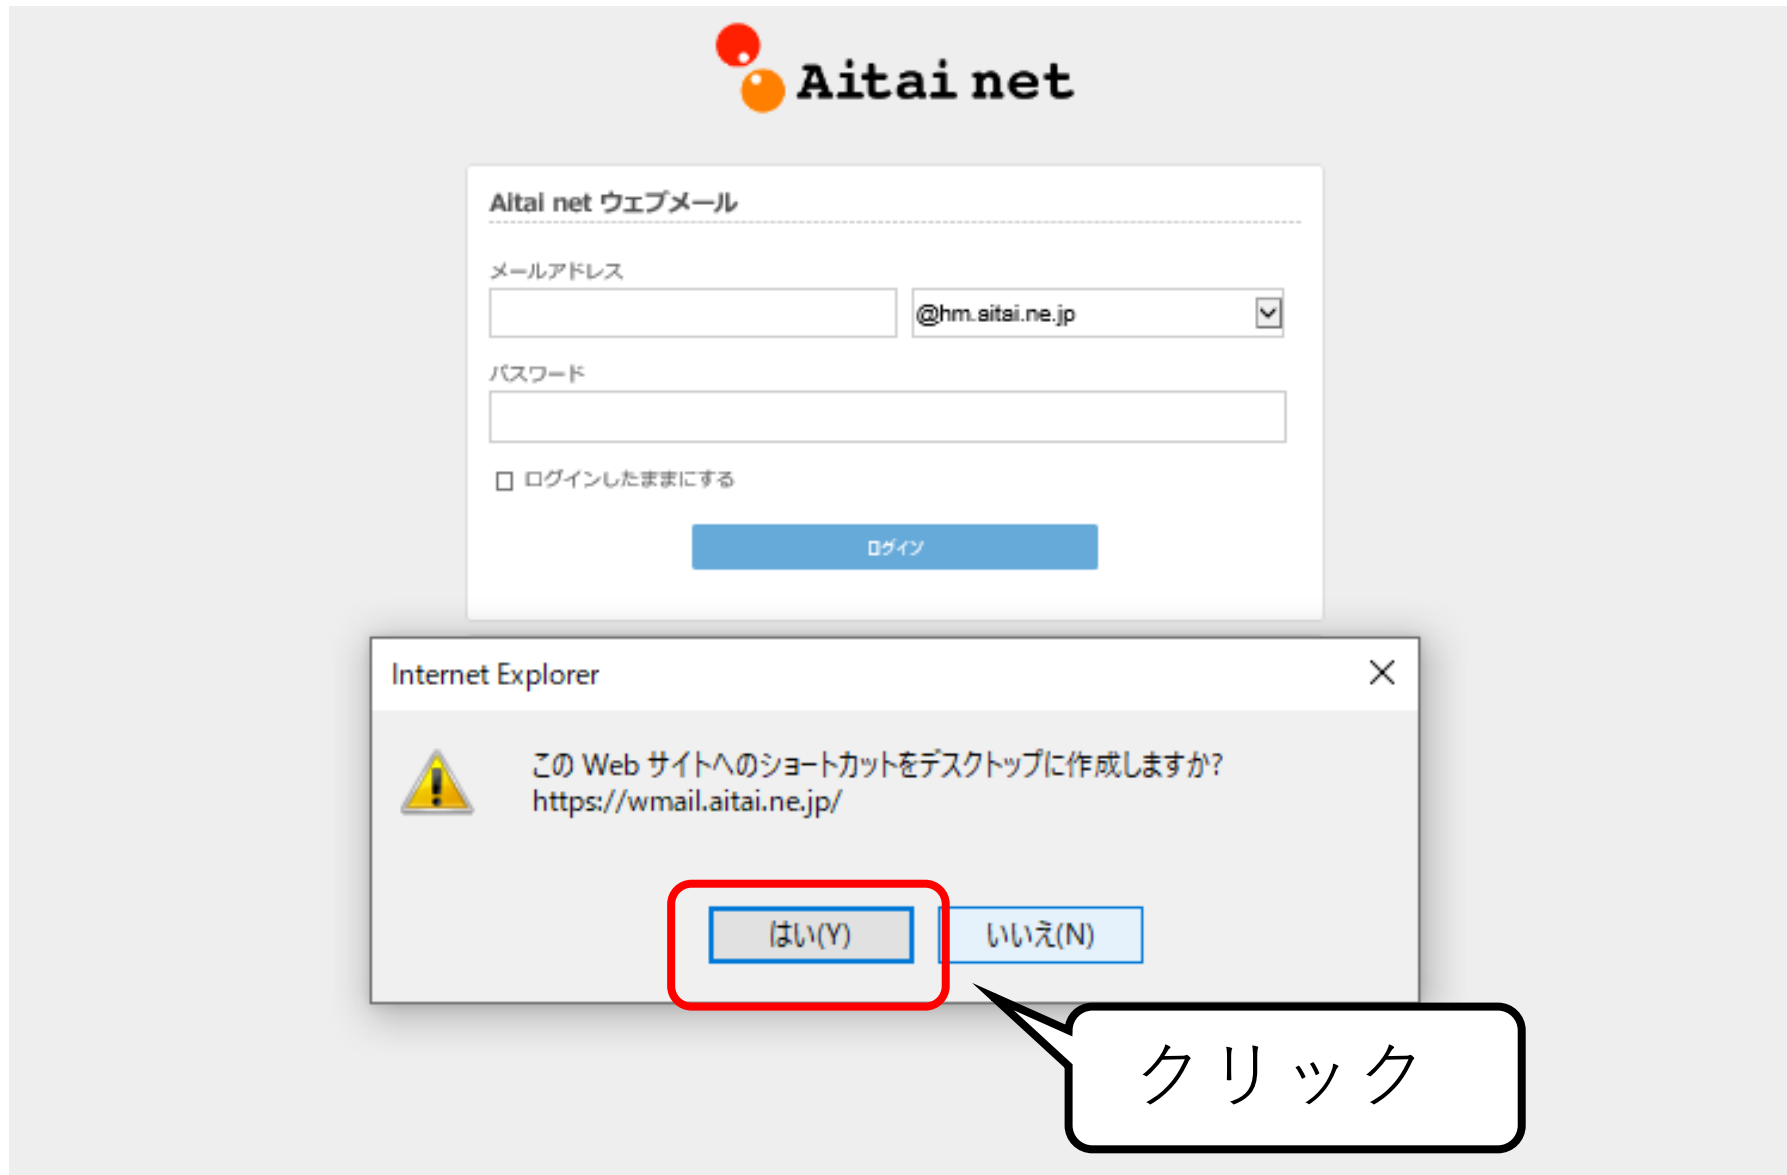 Aitai net
Aitai net ウェブメール
メールアドレス
@hm.aitai.ne.jp
パスワード
ログインしたままにする
ログイン
Internet Explorer
この Web サイトへのショートカットをデスクトップに作成しますか?
https://wmail.aitai.ne.jp/
はい(Y)
いいえ(N)
クリック